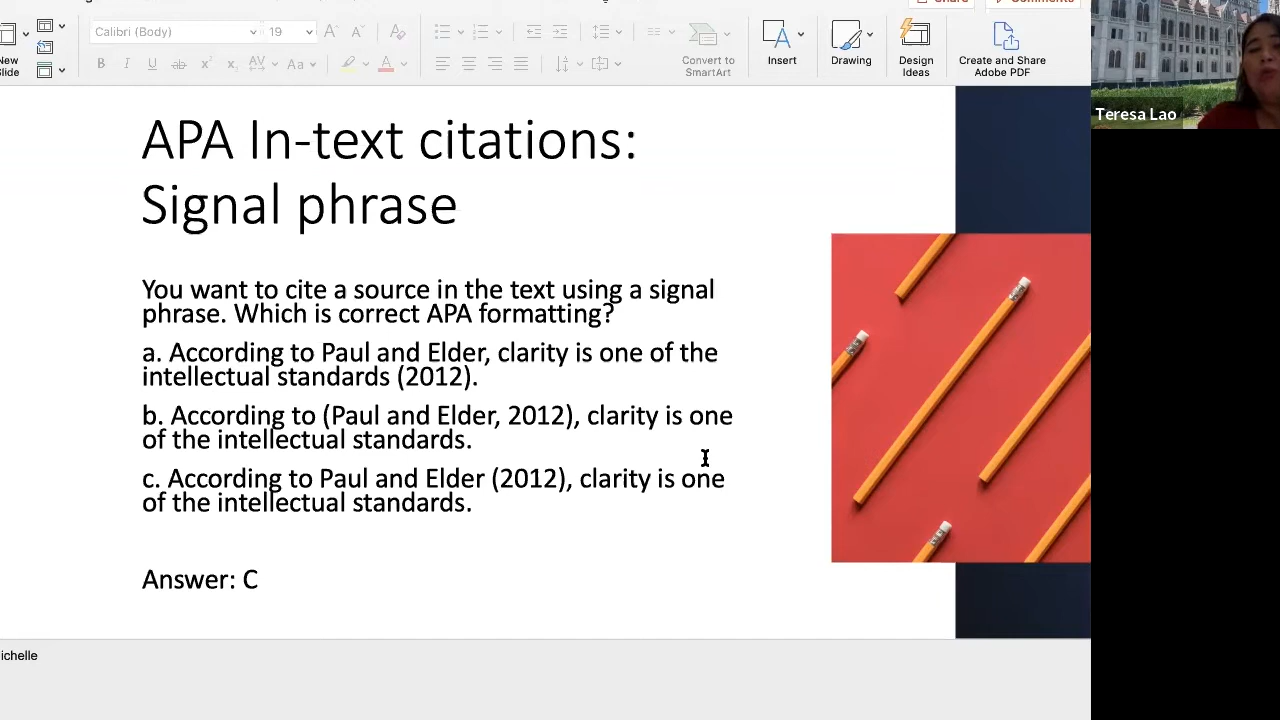 Share
Comments
Calibri (Body)
19
New
Slide
Convert to
SmartArt
Insert
Drawing
Design
Ideas
Create and Share
Adobe PDF
Teresa Lao
APA In-text citations:
Signal phrase
You want to cite a source in the text using a signal
phrase. Which is correct APA formatting?
a. According to Paul and Elder, clarity is one of the
intellectual standards (2012).
b. According to (Paul and Elder, 2012), clarity is one
of the intellectual standards.
c. According to Paul and Elder (2012), clarity is one
of the intellectual standards.
Answer: C
ichelle